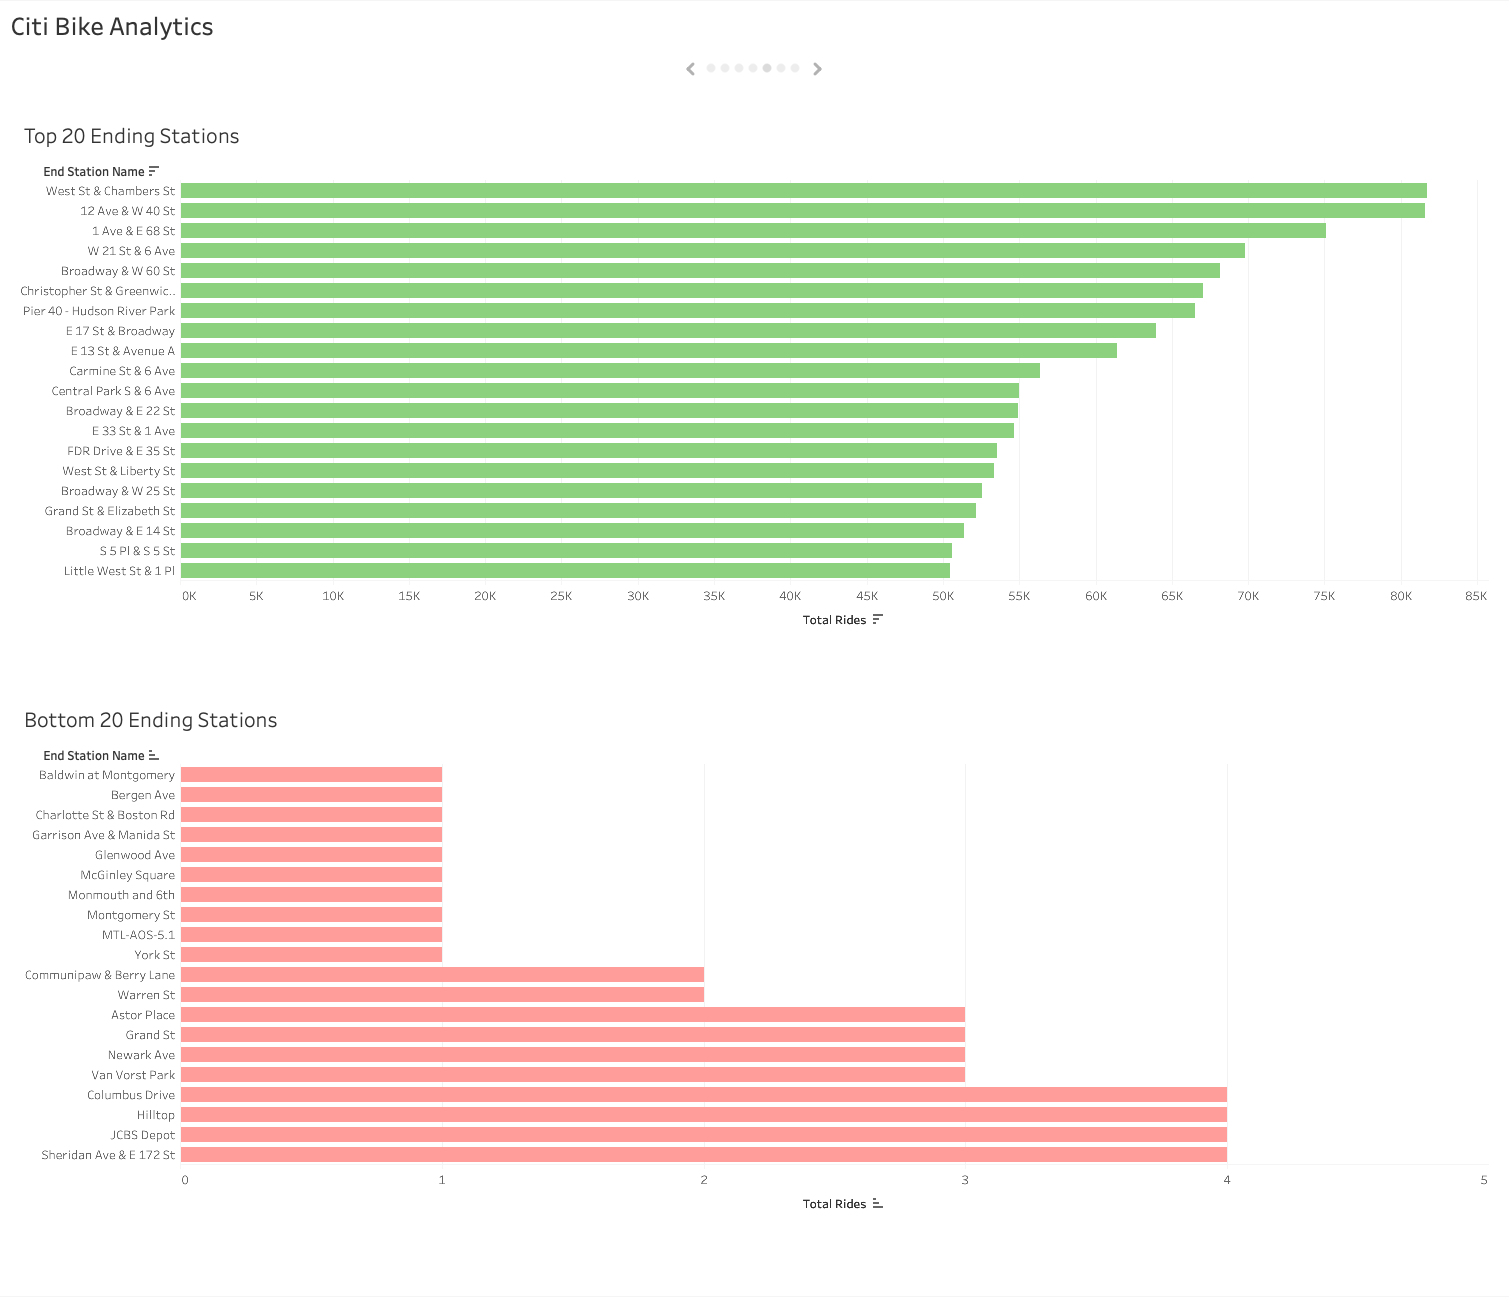 Citi Bike Analytics
Top 20 Ending Stations
End Station Name
West St & Chambers St
12 Ave & W 40 St
1 Ave & E 68 St
W 21 St & 6 Ave
Broadway & W 60 St
Christopher St & Greenwic..
Pier 40 - Hudson River Park
E 17 St & Broadway
E 13 St & Avenue A
Carmine St & 6 Ave
Central Park S & 6 Ave
Broadway & E 22 St
E 33 St & 1 Ave
FDR Drive & E 35 St
West St & Liberty St
Broadway & W 25 St
Grand St & Elizabeth St
Broadway & E 14 St
S 5 Pl & S 5 St
Little West St & 1 Pl
0K 5K 10K 15K 20K 25K 30K 35K 40K 45K 50K 55K 60K 65K 70K 75K 80K 85K
Total Rides
Bottom 20 Ending Stations
End Station Name
Baldwin at Montgomery
Bergen Ave
Charlotte St & Boston Rd
Garrison Ave & Manida St
Glenwood Ave
McGinley Square
Monmouth and 6th
Montgomery St
MTL-AOS-5.1
York St
Communipaw & Berry Lane
Warren St
Astor Place
Grand St
Newark Ave
Van Vorst Park
Columbus Drive
Hilltop
JCBS Depot
Sheridan Ave & E 172 St
0 1 2 3 4 5
Total Rides